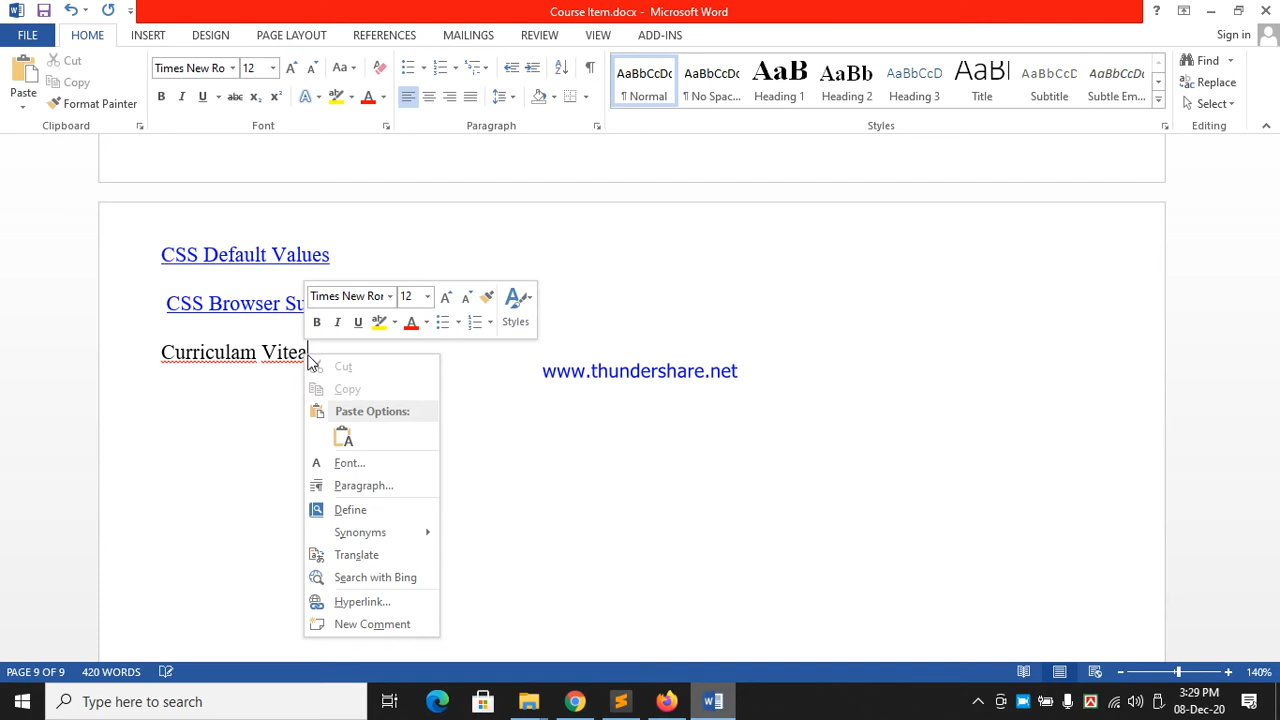 Course Item.docx - Microsoft Word
?
FILE HOME INSERT DESIGN PAGE LAYOUT REFERENCES MAILINGS REVIEW VIEW ADD-INS Sign in
Paste
Cut
Copy
Format Painter
Clipboard
Times New Ro 12
Aa
B I U abc x₂ x² A A
Font
Paragraph
AaBbCcDc AaBbCcDc AaB AaBb AaBbCcD AaB AaBbCcD AaBbCcDc
¶ Normal ¶ No Spac... Heading 1 Heading 2 Heading 3 Title Subtitle Subtle Em...
Styles
Find
Replace
Select
Editing
CSS Default Values
CSS Browser Su
Curriculam Vitea
www.thundershare.net
Times New Ror 12
B I U
Styles
Cut
Copy
Paste Options:
Font...
Paragraph...
Define
Synonyms
Translate
Search with Bing
Hyperlink...
New Comment
PAGE 9 OF 9 420 WORDS 140%
Type here to search
3:29 PM
08-Dec-20